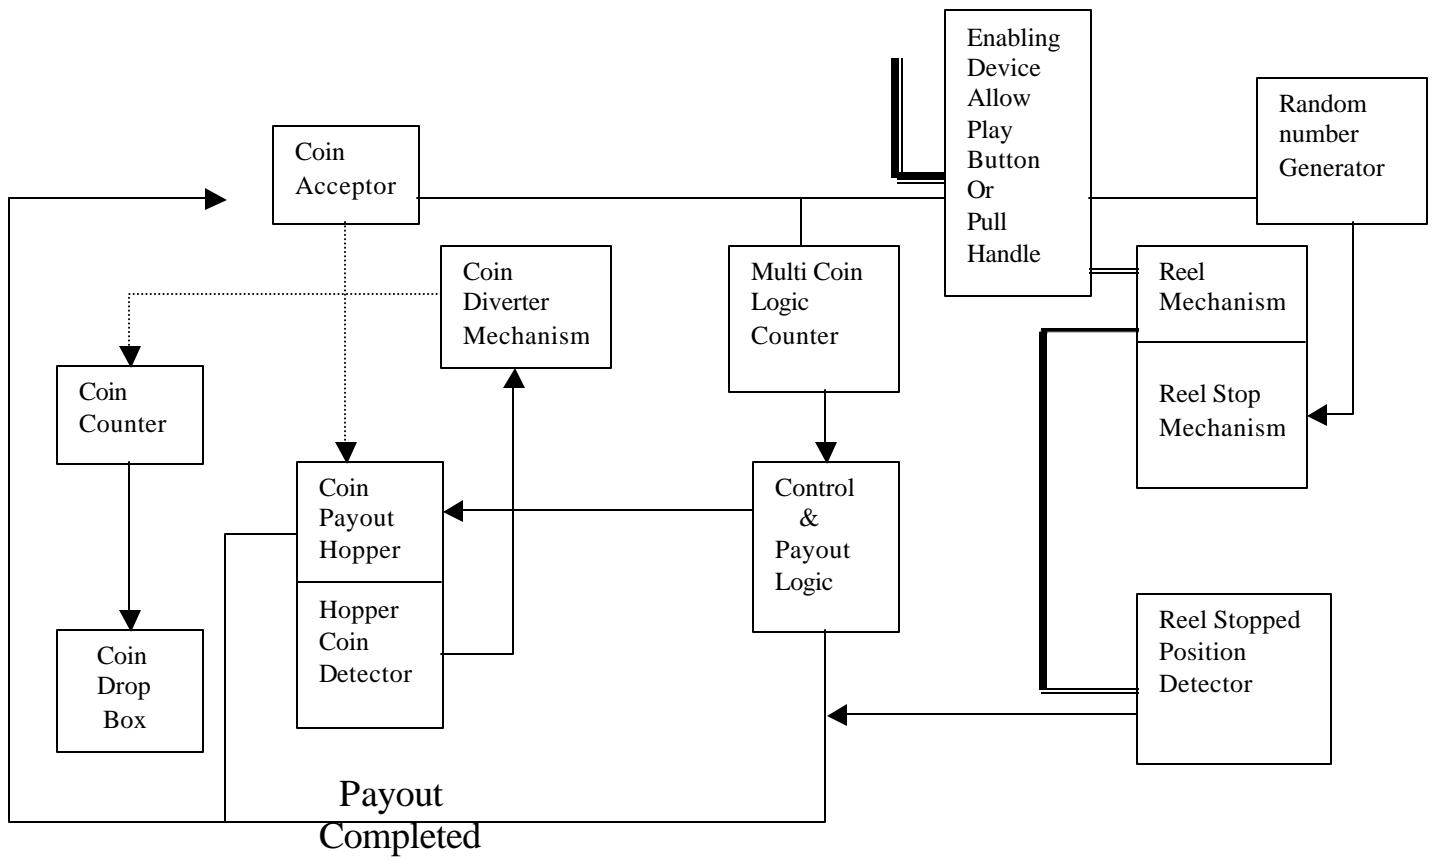 Enabling
Device
Allow
Play
Button
Or
Pull
Handle
Random
number
Generator
Coin
Acceptor
Coin
Diverter
Mechanism
Multi Coin
Logic
Counter
Reel
Mechanism
Reel Stop
Mechanism
Coin
Counter
Coin
Payout
Hopper
Hopper
Coin
Detector
Control
&
Payout
Logic
Coin
Drop
Box
Reel Stopped
Position
Detector
Payout
Completed